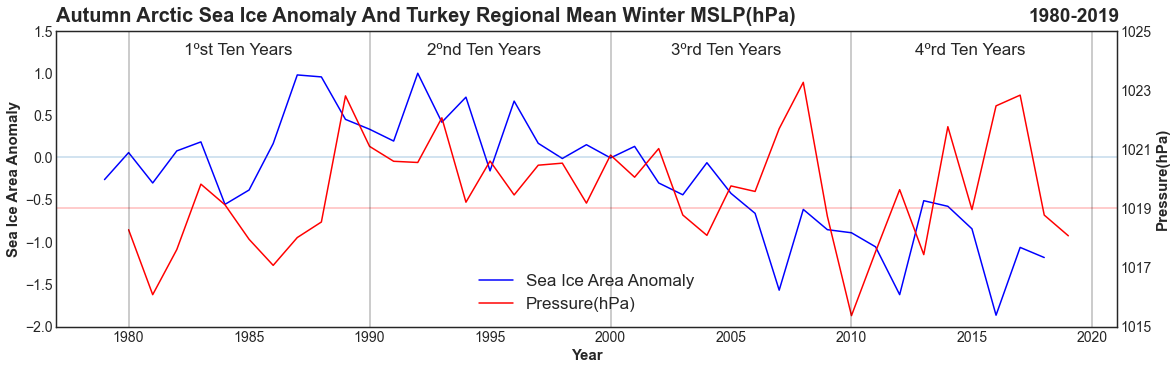 Autumn Arctic Sea Ice Anomaly And Turkey Regional Mean Winter MSLP(hPa) 1980-2019
1ºst Ten Years 2ºnd Ten Years 3ºrd Ten Years 4ºrd Ten Years
Sea Ice Area Anomaly
1.5
1.0
0.5
0.0
−0.5
−1.0
−1.5
−2.0
1025
1023
1021
1019
1017
1015
Pressure(hPa)
Sea Ice Area Anomaly
Pressure(hPa)
1980 1985 1990 1995 2000 2005 2010 2015 2020
Year